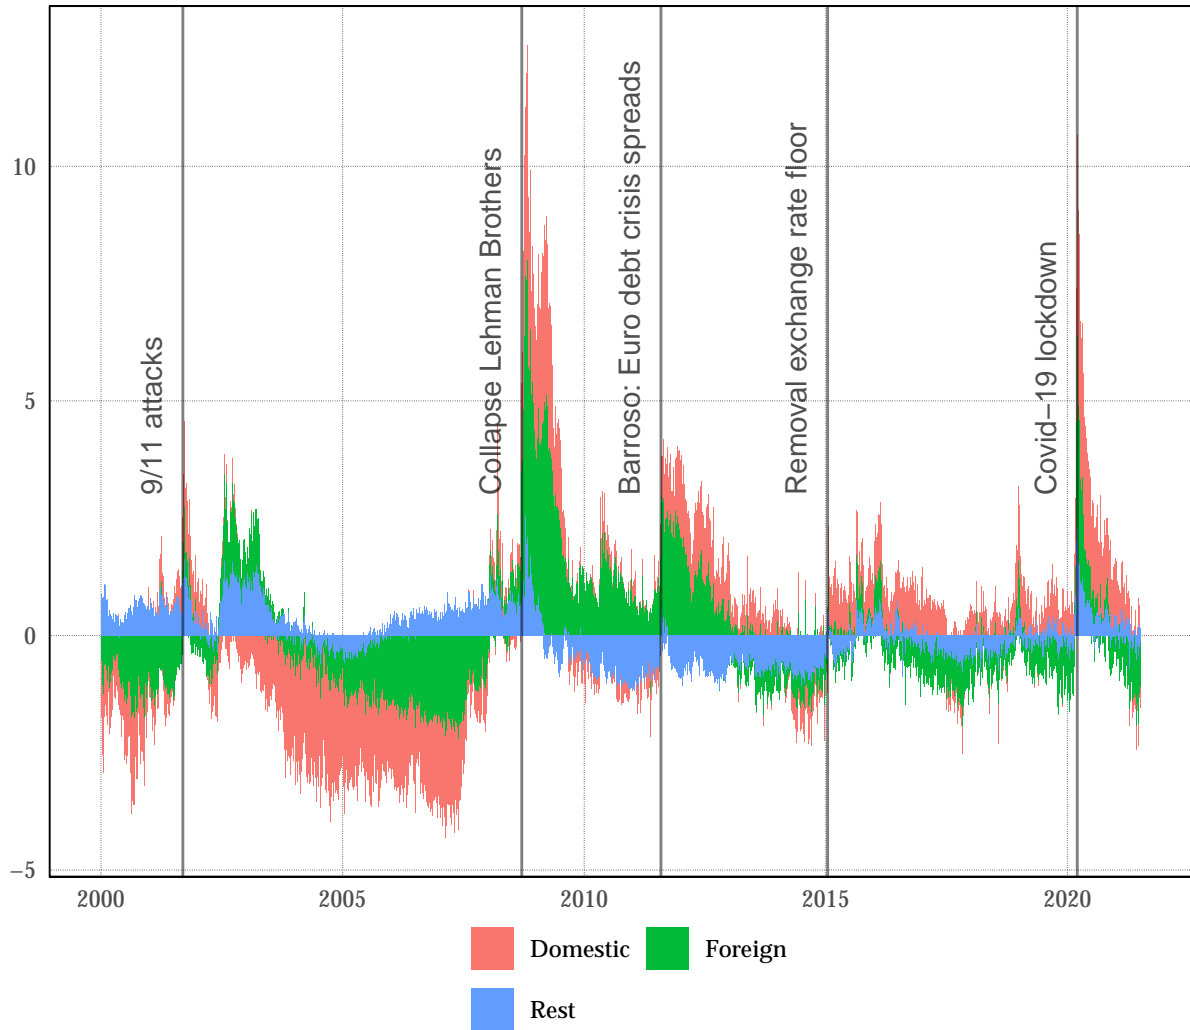 10
5
0
−5
9/11 attacks
Collapse Lehman Brothers
Barroso: Euro debt crisis spreads
Removal exchange rate floor
Covid−19 lockdown
2000
2005
2010
2015
2020
Domestic
Foreign
Rest